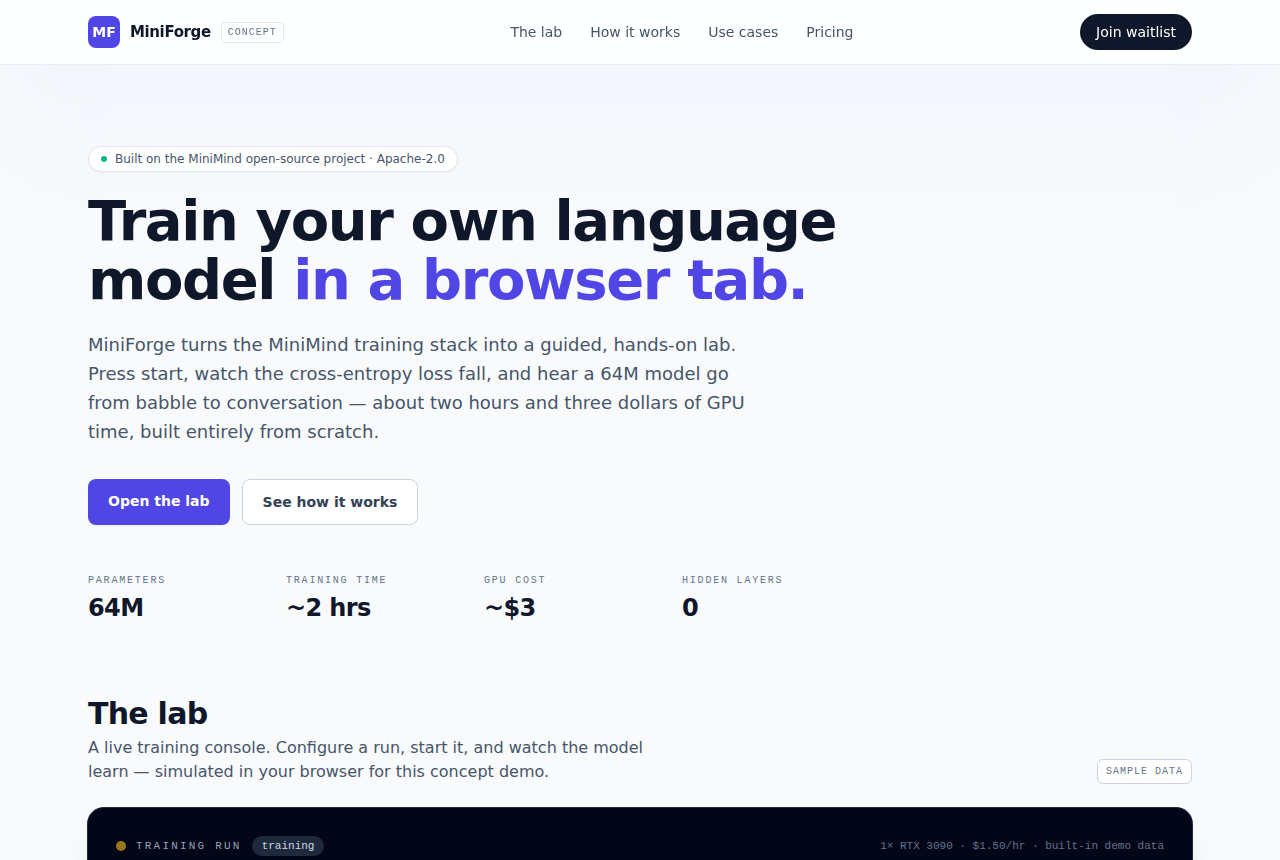 MF MiniForge CONCEPT The lab How it works Use cases Pricing Join waitlist
Built on the MiniMind open-source project · Apache-2.0
Train your own language
model in a browser tab.
MiniForge turns the MiniMind training stack into a guided, hands-on lab.
Press start, watch the cross-entropy loss fall, and hear a 64M model go
from babble to conversation — about two hours and three dollars of GPU
time, built entirely from scratch.
Open the lab See how it works
PARAMETERS TRAINING TIME GPU COST HIDDEN LAYERS
64M ~2 hrs ~$3 0
The lab
A live training console. Configure a run, start it, and watch the model
learn — simulated in your browser for this concept demo.
SAMPLE DATA
TRAINING RUN training 1× RTX 3090 · $1.50/hr · built-in demo data